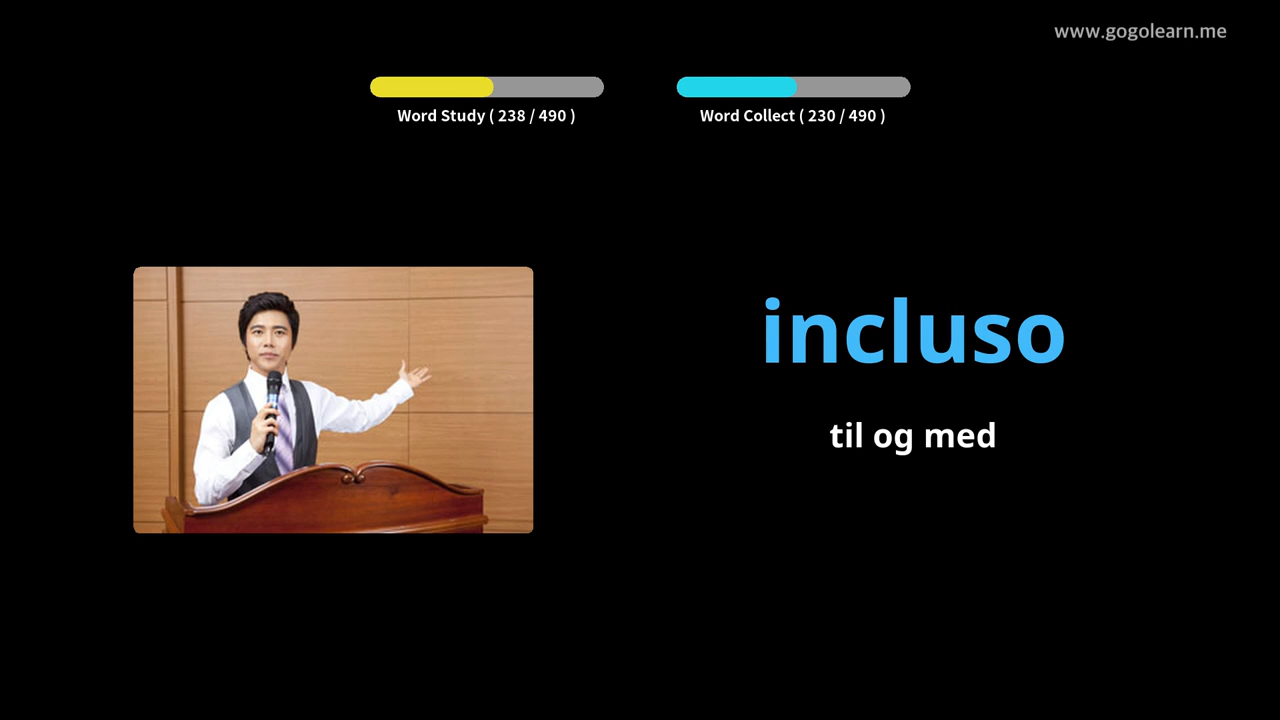 www.gogolearn.me
Word Study ( 238 / 490 )
Word Collect ( 230 / 490 )
incluso
til og med